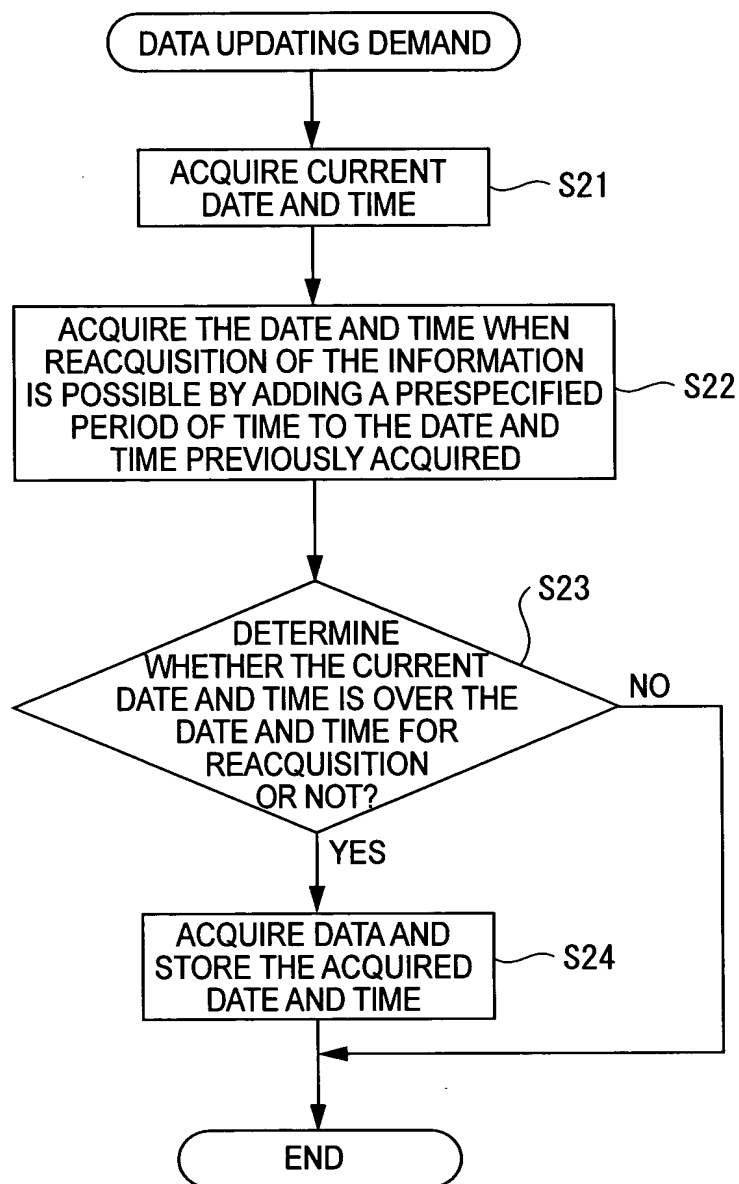 DATA UPDATING DEMAND
ACQUIRE CURRENT
DATE AND TIME
S21
ACQUIRE THE DATE AND TIME WHEN
REACQUISITION OF THE INFORMATION
IS POSSIBLE BY ADDING A PRESPECIFIED
PERIOD OF TIME TO THE DATE AND
TIME PREVIOUSLY ACQUIRED
S22
S23
DETERMINE
WHETHER THE CURRENT
DATE AND TIME IS OVER THE
DATE AND TIME FOR
REACQUISITION
OR NOT?
NO
YES
ACQUIRE DATA AND
STORE THE ACQUIRED
DATE AND TIME
S24
END